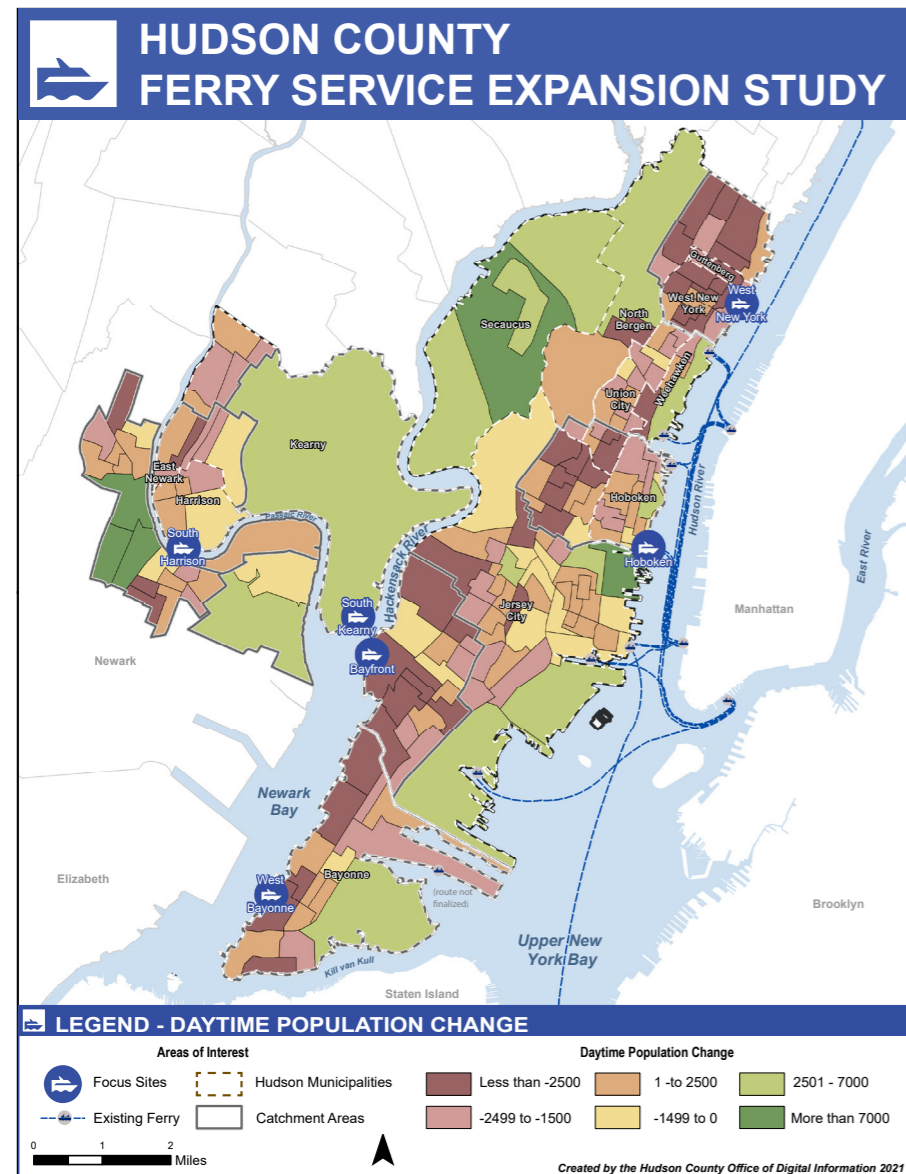 HUDSON COUNTY
FERRY SERVICE EXPANSION STUDY
Guttenberg
West New
York
West
New York
North
Bergen
Secaucus
Weehawken
Union
City
Kearny
East
Newark
Harrison
Hoboken
Passaic River
Hackensack River
Hudson River
East River
South
Harrison
Hoboken
South
Kearny
Jersey
City
Manhattan
Bayfront
Newark
Newark
Bay
Elizabeth
West
Bayonne
Bayonne
(route not
finalized)
Brooklyn
Upper New
York Bay
Kill van Kull
Staten Island
LEGEND - DAYTIME POPULATION CHANGE
Areas of Interest
Daytime Population Change
Focus Sites
Hudson Municipalities
Less than -2500
1 -to 2500
2501 - 7000
Existing Ferry
Catchment Areas
-2499 to -1500
-1499 to 0
More than 7000
0 1 2
Miles
Created by the Hudson County Office of Digital Information 2021